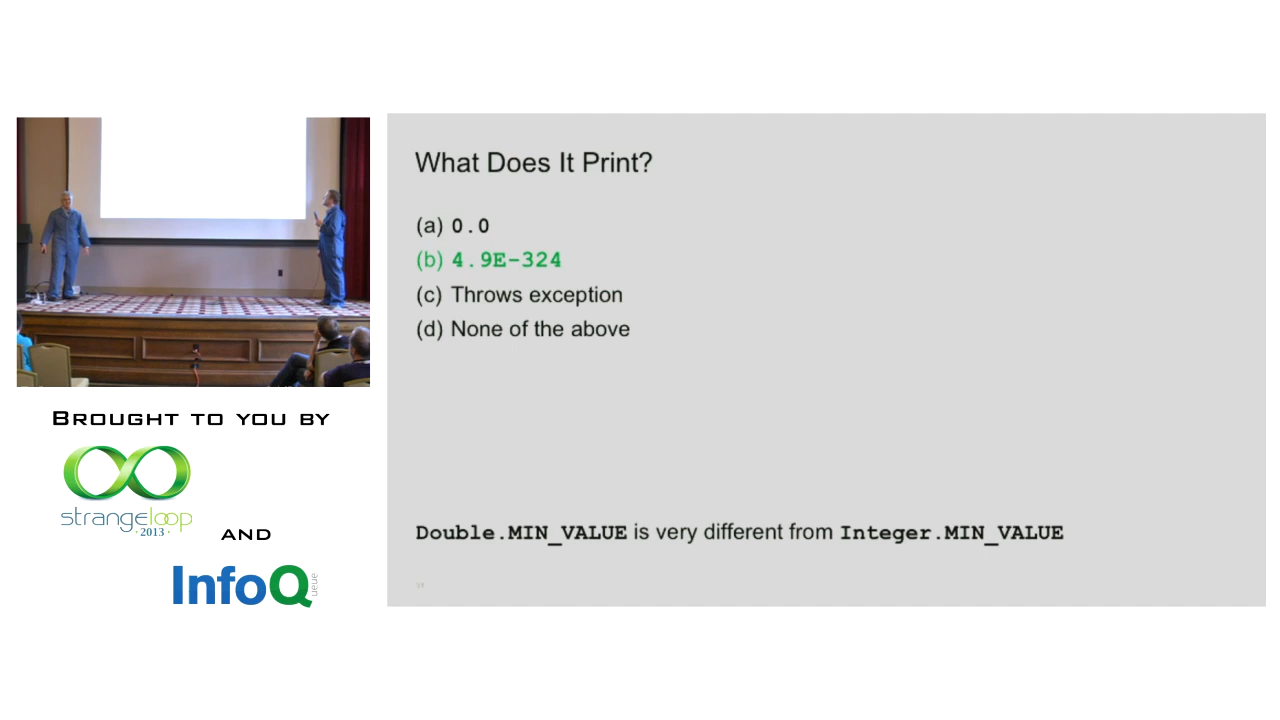 What Does It Print?
(a) 0.0
(b) 4.9E-324
(c) Throws exception
(d) None of the above
Double.MIN_VALUE is very different from Integer.MIN_VALUE
BROUGHT TO YOU BY
strangeloop
· 2013 ·
AND
InfoQ
ueue